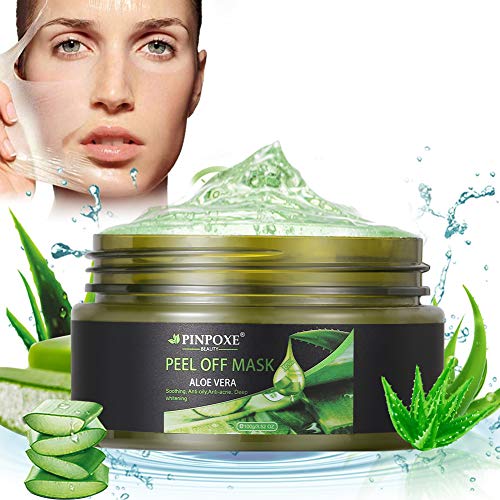 PINPOXE®
BEAUTY
PEEL OFF MASK
ALOE VERA
Soothing, Anti oily,Anti-acne, Deep
whitening